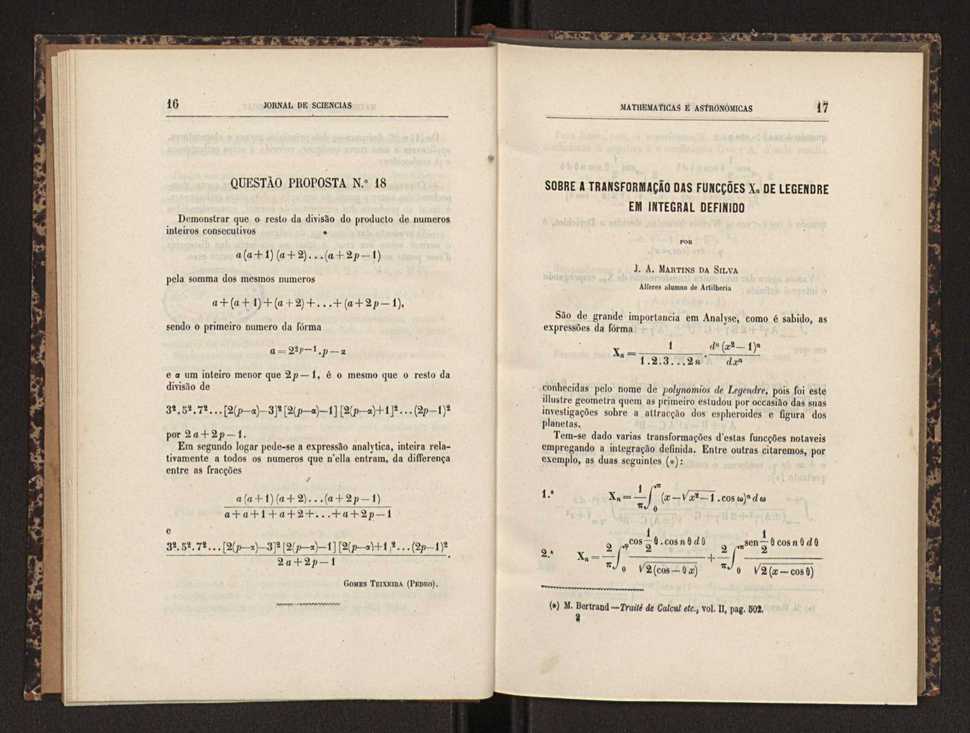 16 JORNAL DE SCIENCIAS
QUESTÃO PROPOSTA N.º 18
Demonstrar que o resto da divisão do producto de numeros
inteiros consecutivos
a(a+1)(a+2)...(a+2p−1)
pela somma dos mesmos numeros
a+(a+1)+(a+2)+...+(a+2p−1),
sendo o primeiro numero da fórma
a=2²ᵖ⁻¹.p−α
e α um inteiro menor que 2p−1, é o mesmo que o resto da
divisão de
3².5².7²...[2(p−α)−3]²[2(p−α)−1][2(p−α)+1]²...(2p−1)²
por 2a+2p−1.
Em segundo logar pede-se a expressão analytica, inteira rela-
tivamente a todos os numeros que n'ella entram, da differença
entre as fracções
a(a+1)(a+2)...(a+2p−1)
a+a+1+a+2+...+a+2p−1
e
3².5².7²...[2(p−α)−3]²[2(p−α)−1][2(p−α)+1²...(2p−1)²
2a+2p−1.
GOMES TEIXEIRA (PEDRO).
MATHEMATICAS E ASTRONOMICAS 17
SOBRE A TRANSFORMAÇÃO DAS FUNCÇÕES Xₙ DE LEGENDRE
EM INTEGRAL DEFINIDO
POR
J. A. MARTINS DA SILVA
Alferes alumno de Artilheria
São de grande importancia em Analyse, como é sabido, as
expressões da fórma
Xₙ = 1 / 1.2.3...2n · dⁿ(x²−1)ⁿ / dxⁿ
conhecidas pelo nome de polynomios de Legendre, pois foi este
illustre geometra quem as primeiro estudou por occasião das suas
investigações sobre a attracção dos espheroides e figura dos
planetas.
Tem-se dado varias transformações d'estas funcções notaveis
empregando a integração definida. Entre outras citaremos, por
exemplo, as duas seguintes (*):
1.ª Xₙ = 1/π ∫₀^π (x−√x²−1.cos ω)ⁿ dω
2.ª Xₙ = 2/π ∫₀^φ cos 1/2 θ.cos nθ dθ / √2(cos−θx) + 2/π ∫₀^π sen 1/2 θ cos nθ dθ / √2(x−cos θ)
(*) M. Bertrand—Traité de Calcul etc., vol. II, pag. 502.
2